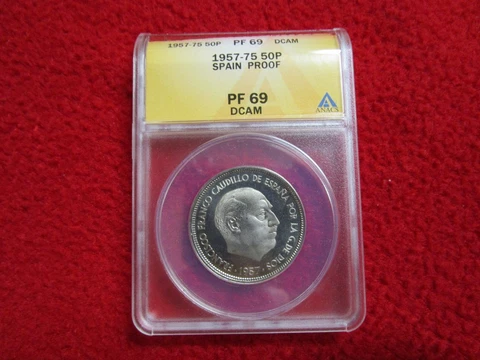 1957-75 50P PF 69 DCAM
1957-75 50P
SPAIN PROOF
PF 69
DCAM
ANACS
FRANCISCO FRANCO CAUDILLO DE ESPAÑA POR LA G. DE DIOS
· 1957 ·